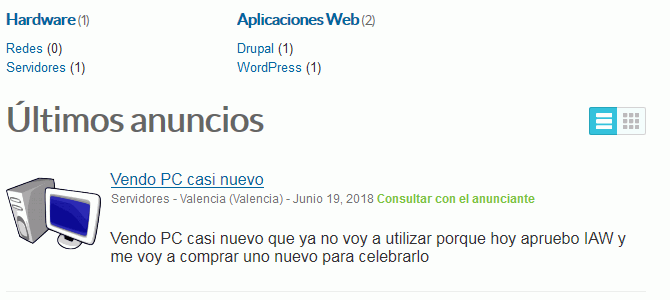 Hardware (1) Aplicaciones Web (2)
Redes (0) Drupal (1)
Servidores (1) WordPress (1)
Últimos anuncios
Vendo PC casi nuevo
Servidores - Valencia (Valencia) - Junio 19, 2018 Consultar con el anunciante
Vendo PC casi nuevo que ya no voy a utilizar porque hoy apruebo IAW y
me voy a comprar uno nuevo para celebrarlo